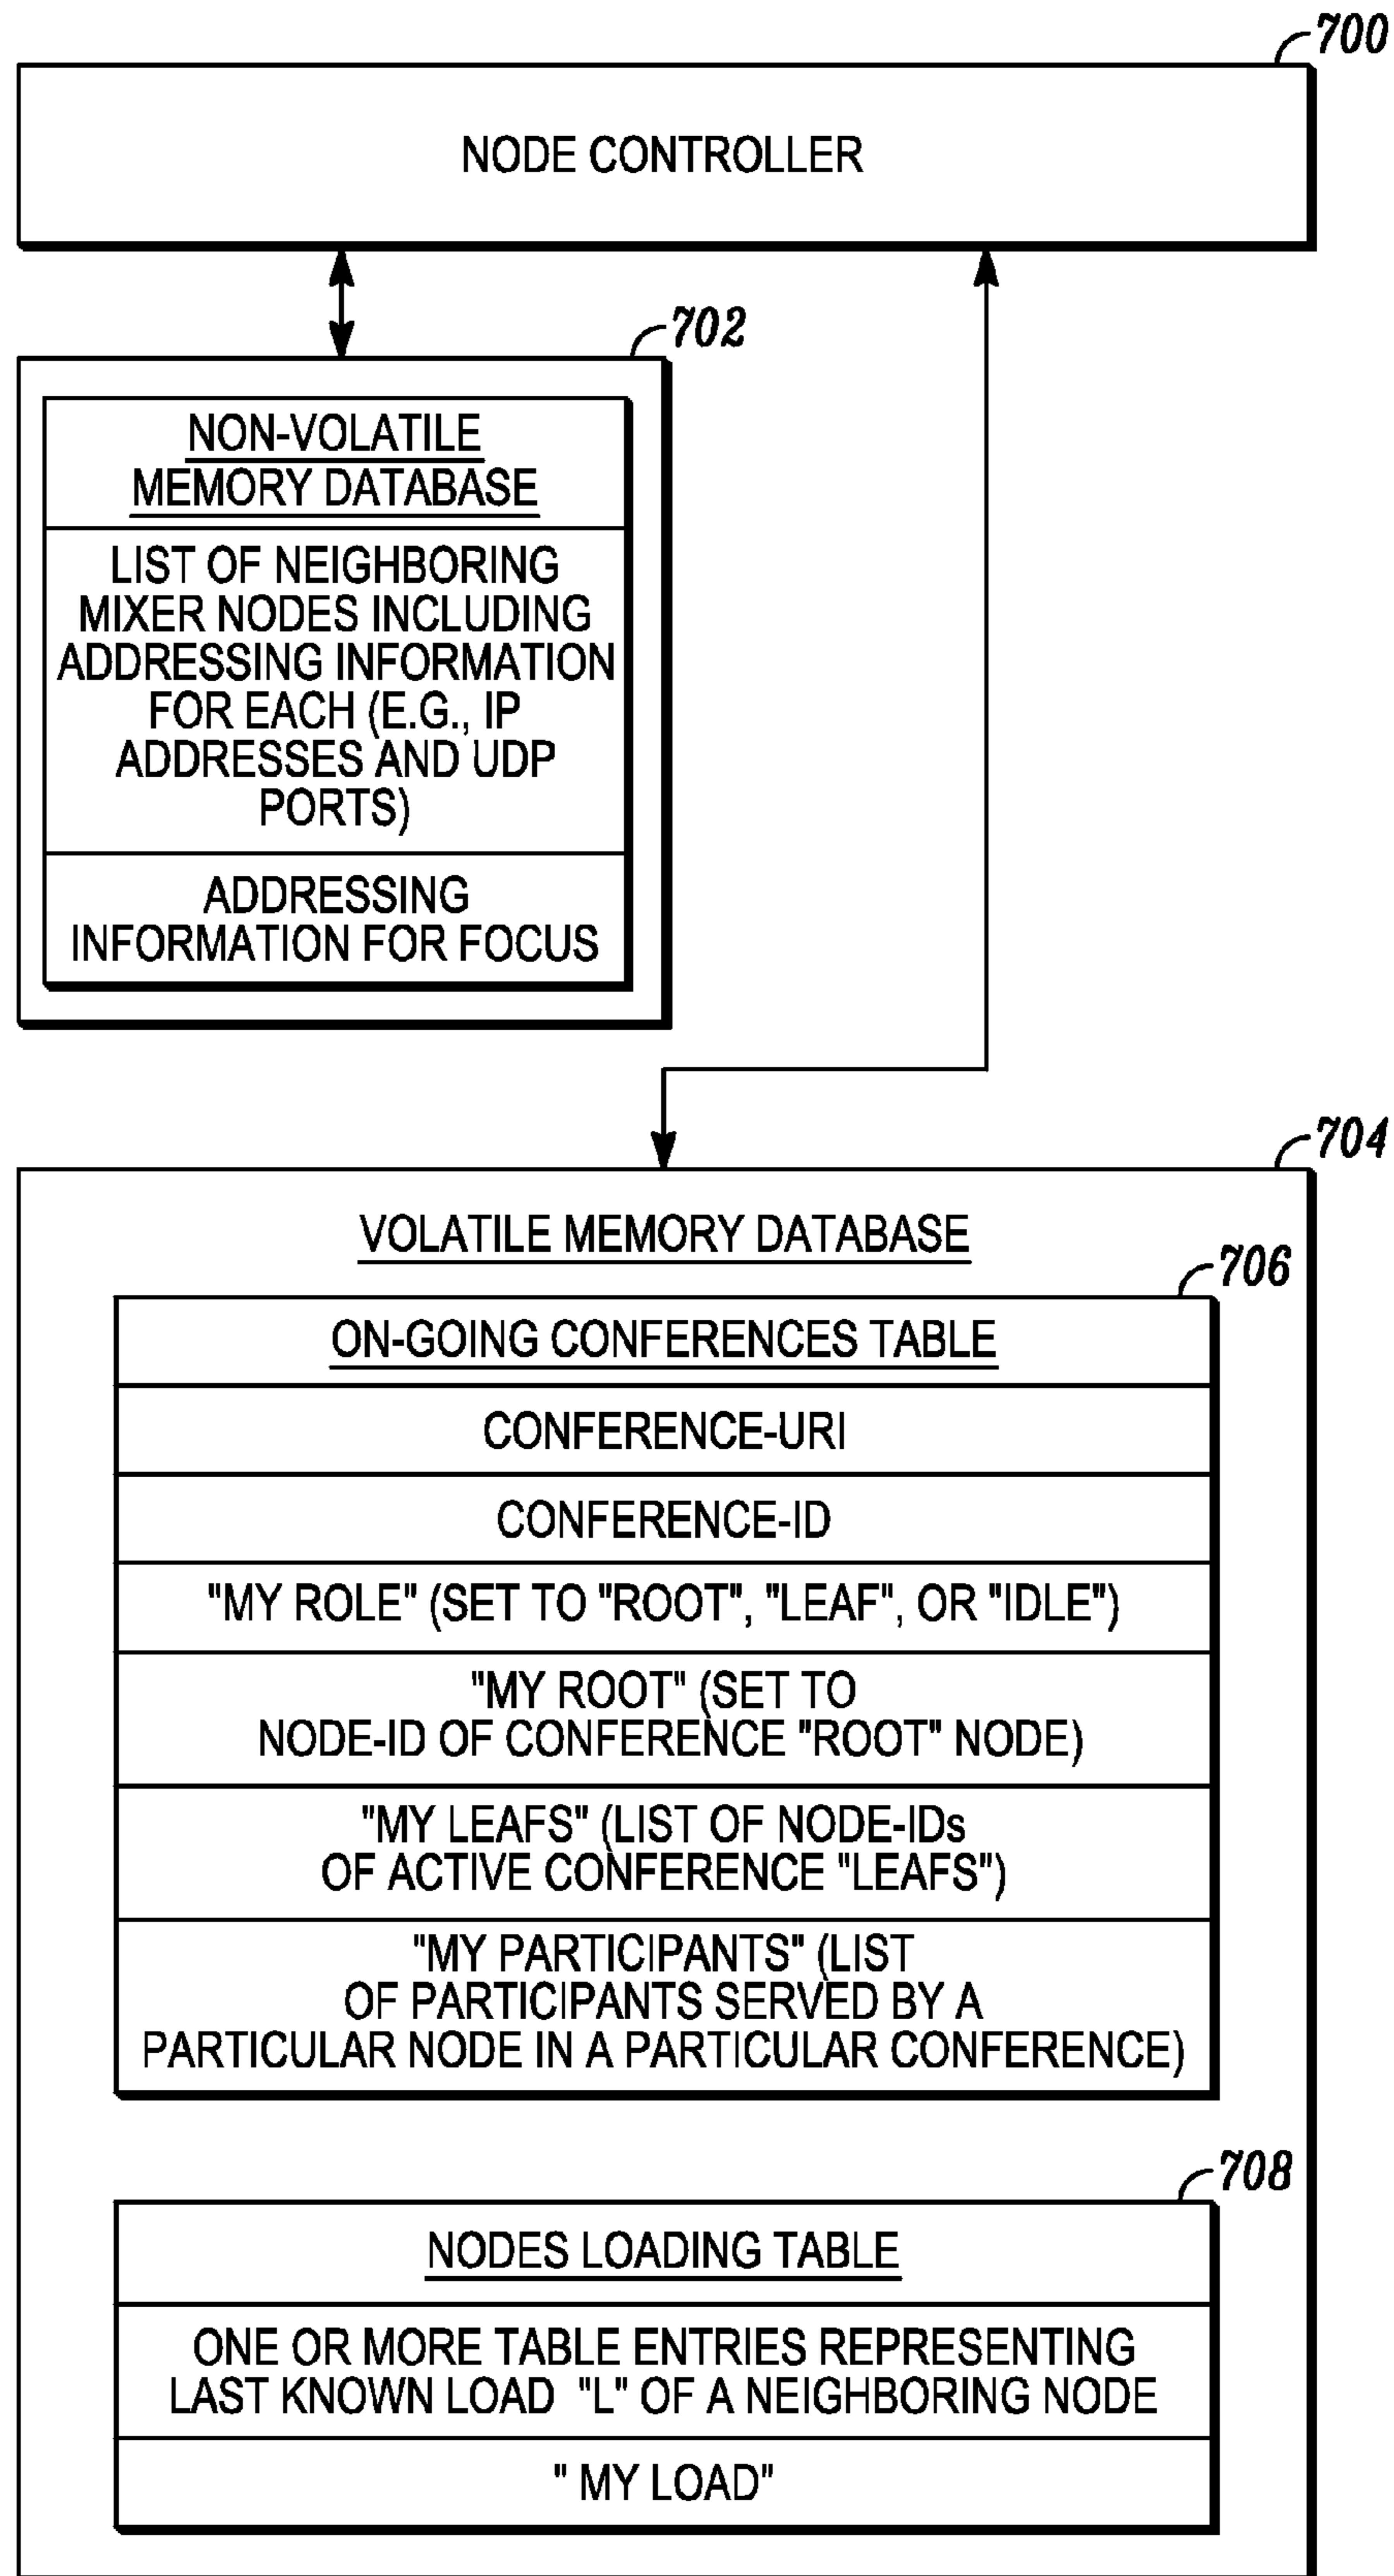 700
NODE CONTROLLER
702
NON-VOLATILE
MEMORY DATABASE
LIST OF NEIGHBORING
MIXER NODES INCLUDING
ADDRESSING INFORMATION
FOR EACH (E.G., IP
ADDRESSES AND UDP
PORTS)
ADDRESSING
INFORMATION FOR FOCUS
704
VOLATILE MEMORY DATABASE
706
ON-GOING CONFERENCES TABLE
CONFERENCE-URI
CONFERENCE-ID
"MY ROLE" (SET TO "ROOT", "LEAF", OR "IDLE")
"MY ROOT" (SET TO
NODE-ID OF CONFERENCE "ROOT" NODE)
"MY LEAFS" (LIST OF NODE-IDs
OF ACTIVE CONFERENCE "LEAFS")
"MY PARTICIPANTS" (LIST
OF PARTICIPANTS SERVED BY A
PARTICULAR NODE IN A PARTICULAR CONFERENCE)
708
NODES LOADING TABLE
ONE OR MORE TABLE ENTRIES REPRESENTING
LAST KNOWN LOAD "L" OF A NEIGHBORING NODE
" MY LOAD"